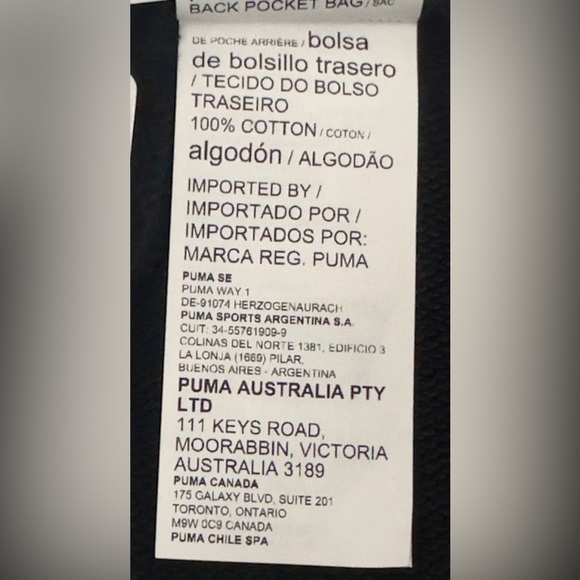 BACK POCKET BAG / SAC
DE POCHE ARRIÈRE / bolsa
de bolsillo trasero
/ TECIDO DO BOLSO
TRASEIRO
100% COTTON / COTON /
algodón / ALGODÃO
IMPORTED BY /
IMPORTADO POR /
IMPORTADOS POR:
MARCA REG. PUMA
PUMA SE
PUMA WAY 1
DE-91074 HERZOGENAURACH
PUMA SPORTS ARGENTINA S.A.
CUIT: 34-55761909-9
COLINAS DEL NORTE 1381, EDIFICIO 3
LA LONJA (1669) PILAR,
BUENOS AIRES - ARGENTINA
PUMA AUSTRALIA PTY
LTD
111 KEYS ROAD,
MOORABBIN, VICTORIA
AUSTRALIA 3189
PUMA CANADA
175 GALAXY BLVD, SUITE 201
TORONTO, ONTARIO
M9W 0C9 CANADA
PUMA CHILE SPA